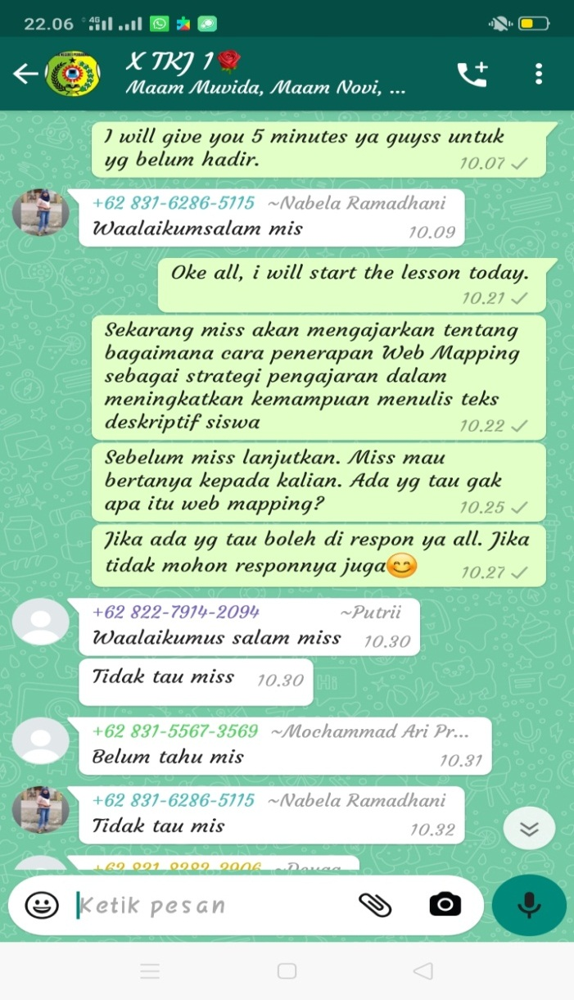 22.06
4G
X TKJ 1🌹
Maam Muvida, Maam Novi, ...
I will give you 5 minutes ya guyss untuk
yg belum hadir.
10.07
+62 831-6286-5115 ~Nabela Ramadhani
Waalaikumsalam mis
10.09
Oke all, i will start the lesson today.
10.21
Sekarang miss akan mengajarkan tentang
bagaimana cara penerapan Web Mapping
sebagai strategi pengajaran dalam
meningkatkan kemampuan menulis teks
deskriptif siswa
10.22
Sebelum miss lanjutkan. Miss mau
bertanya kepada kalian. Ada yg tau gak
apa itu web mapping?
10.25
Jika ada yg tau boleh di respon ya all. Jika
tidak mohon responnya juga😊
10.27
+62 822-7914-2094 ~Putrii
Waalaikumus salam miss 10.30
Tidak tau miss 10.30
+62 831-5567-3569 ~Mochammad Ari Pr...
Belum tahu mis
10.31
+62 831-6286-5115 ~Nabela Ramadhani
Tidak tau mis
10.32
Ketik pesan